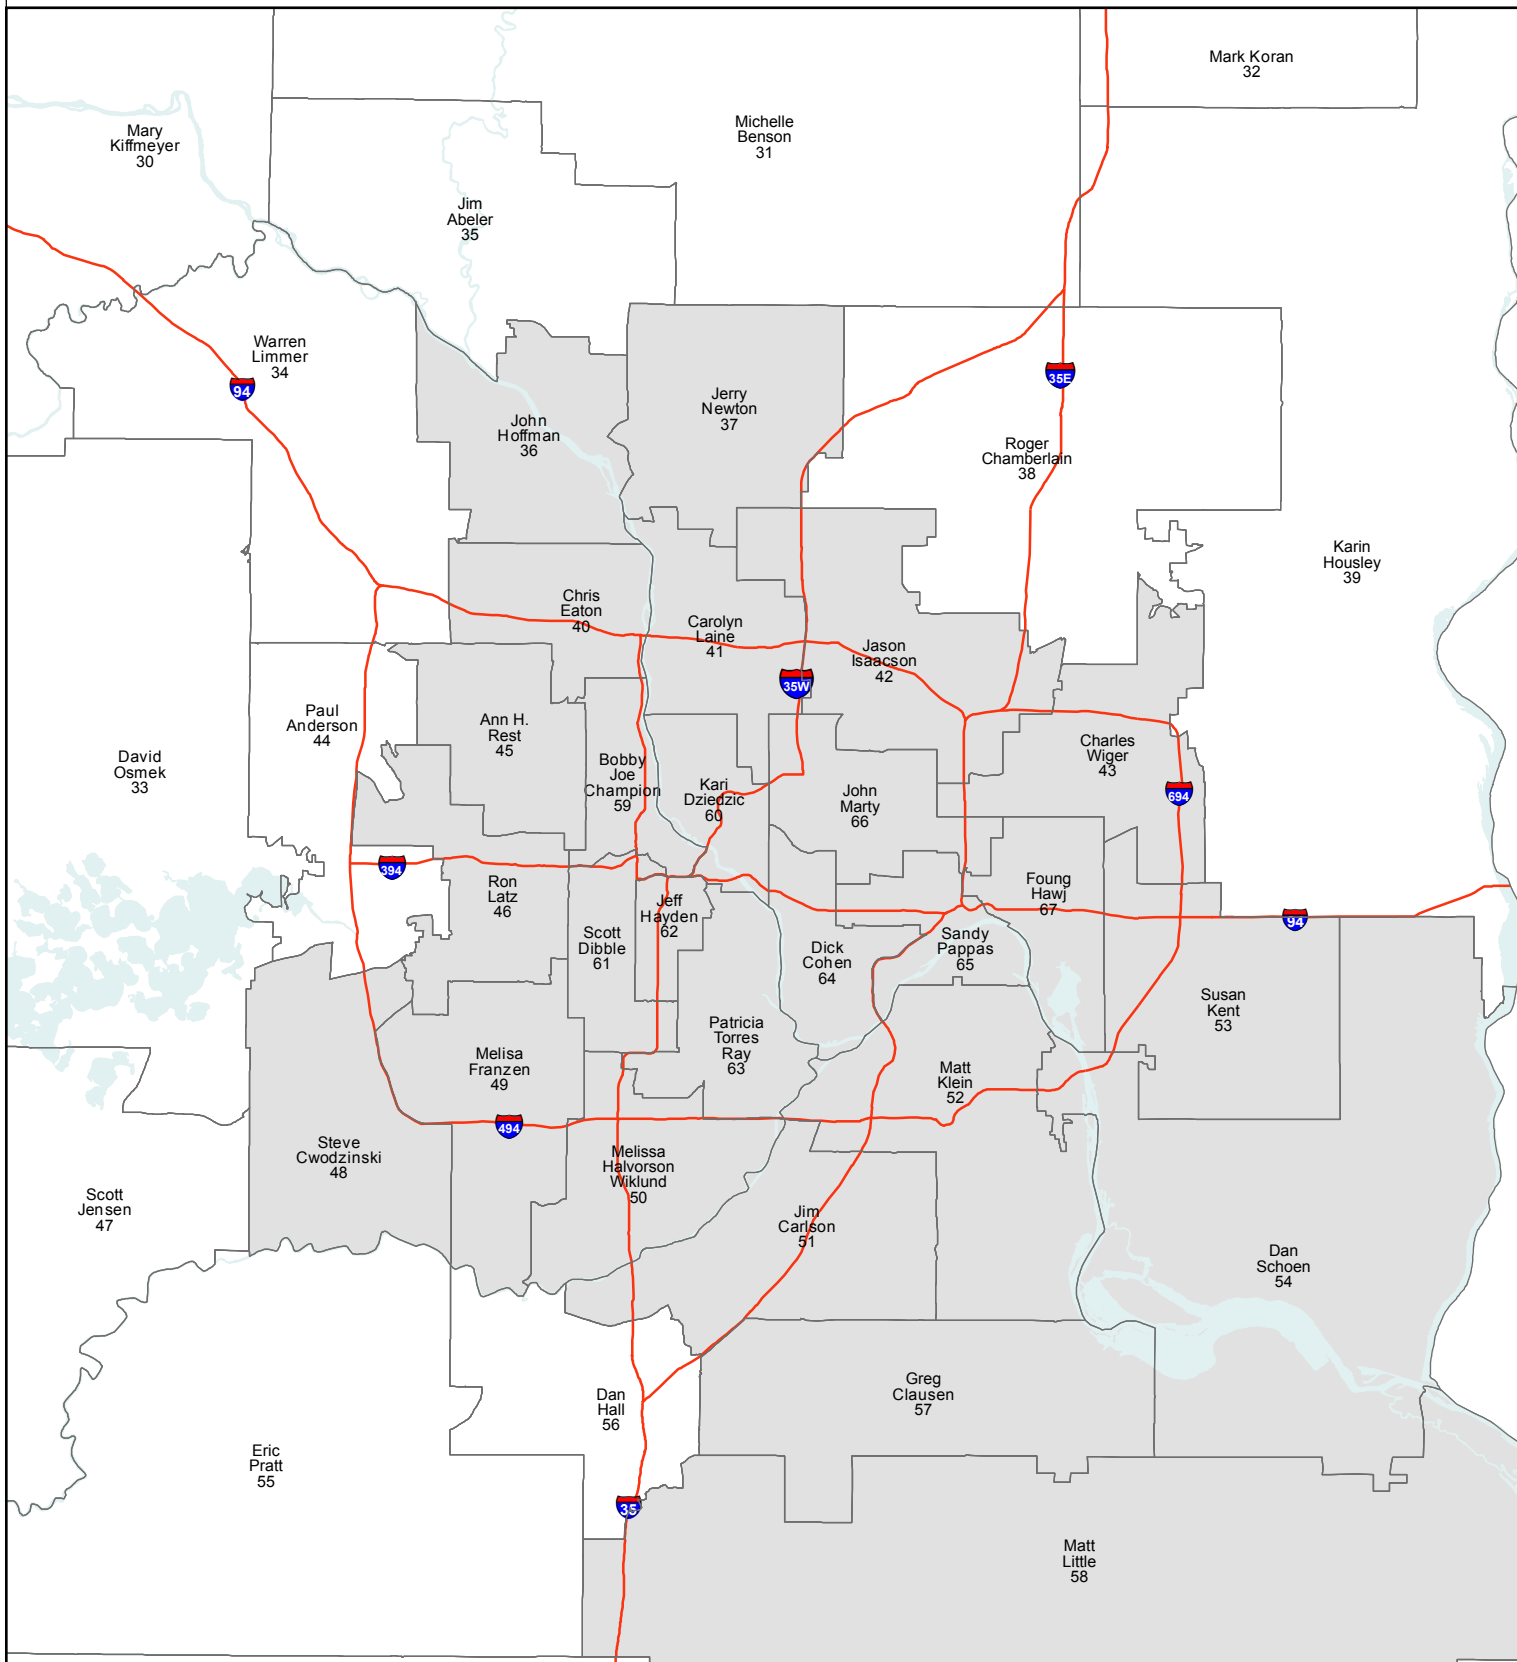 Mark Koran
32
Mary
Kiffmeyer
30
Michelle
Benson
31
Jim
Abeler
35
Warren
Limmer
34
94
35E
Jerry
Newton
37
John
Hoffman
36
Roger
Chamberlain
38
Karin
Housley
39
Chris
Eaton
40
Carolyn
Laine
41
Jason
Isaacson
42
35W
Paul
Anderson
44
Ann H.
Rest
45
David
Osmek
33
Bobby
Joe
Champion
59
Kari
Dziedzic
60
John
Marty
66
Charles
Wiger
43
694
394
Ron
Latz
46
Jeff
Hayden
62
Foung
Hawj
67
94
Scott
Dibble
61
Dick
Cohen
64
Sandy
Pappas
65
Susan
Kent
53
Patricia
Torres
Ray
63
Melisa
Franzen
49
Matt
Klein
52
494
Steve
Cwodzinski
48
Melissa
Halvorson
Wiklund
50
Scott
Jensen
47
Jim
Carlson
51
Dan
Schoen
54
Greg
Clausen
57
Dan
Hall
56
Eric
Pratt
55
35
Matt
Little
58